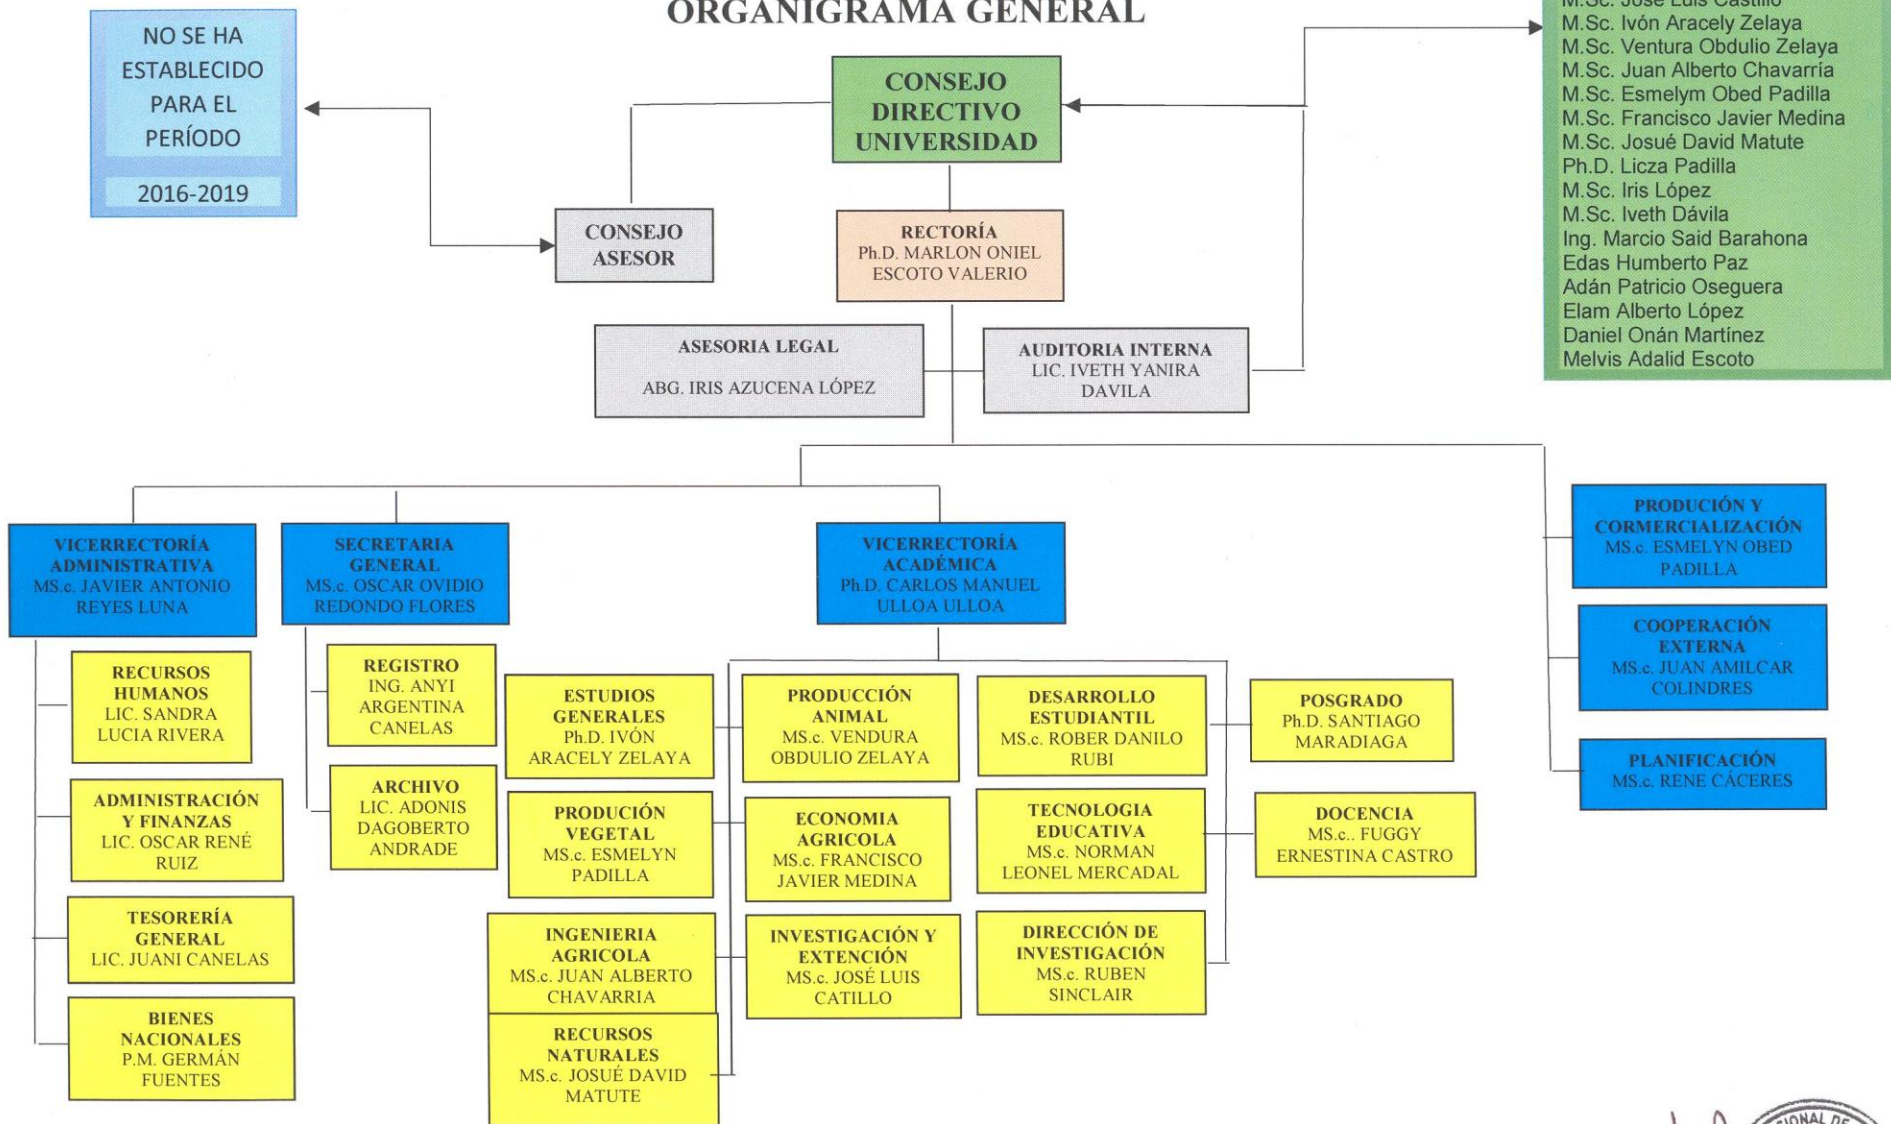 ORGANIGRAMA GENERAL
NO SE HA
ESTABLECIDO
PARA EL
PERÍODO
2016-2019
CONSEJO
DIRECTIVO
UNIVERSIDAD
M.Sc. José Luis Castillo
M.Sc. Ivón Aracely Zelaya
M.Sc. Ventura Obdulio Zelaya
M.Sc. Juan Alberto Chavarría
M.Sc. Esmelym Obed Padilla
M.Sc. Francisco Javier Medina
M.Sc. Josué David Matute
Ph.D. Licza Padilla
M.Sc. Iris López
M.Sc. Iveth Dávila
Ing. Marcio Said Barahona
Edas Humberto Paz
Adán Patricio Oseguera
Elam Alberto López
Daniel Onán Martínez
Melvis Adalid Escoto
CONSEJO
ASESOR
RECTORÍA
Ph.D. MARLON ONIEL
ESCOTO VALERIO
ASESORIA LEGAL
ABG. IRIS AZUCENA LÓPEZ
AUDITORIA INTERNA
LIC. IVETH YANIRA
DAVILA
VICERRECTORÍA
ADMINISTRATIVA
MS.c. JAVIER ANTONIO
REYES LUNA
SECRETARIA
GENERAL
MS.c. OSCAR OVIDIO
REDONDO FLORES
VICERRECTORÍA
ACADÉMICA
Ph.D. CARLOS MANUEL
ULLOA ULLOA
PRODUCIÓN Y
CORMERCIALIZACIÓN
MS.c. ESMELYN OBED
PADILLA
COOPERACIÓN
EXTERNA
MS.c. JUAN AMILCAR
COLINDRES
PLANIFICACIÓN
MS.c. RENE CÁCERES
RECURSOS
HUMANOS
LIC. SANDRA
LUCIA RIVERA
ADMINISTRACIÓN
Y FINANZAS
LIC. OSCAR RENÉ
RUIZ
TESORERÍA
GENERAL
LIC. JUANI CANELAS
BIENES
NACIONALES
P.M. GERMÁN
FUENTES
REGISTRO
ING. ANYI
ARGENTINA
CANELAS
ARCHIVO
LIC. ADONIS
DAGOBERTO
ANDRADE
ESTUDIOS
GENERALES
Ph.D. IVÓN
ARACELY ZELAYA
PRODUCIÓN
VEGETAL
MS.c. ESMELYN
PADILLA
INGENIERIA
AGRICOLA
MS.c. JUAN ALBERTO
CHAVARRIA
RECURSOS
NATURALES
MS.c. JOSUÉ DAVID
MATUTE
PRODUCCIÓN
ANIMAL
MS.c. VENDURA
OBDULIO ZELAYA
ECONOMIA
AGRICOLA
MS.c. FRANCISCO
JAVIER MEDINA
INVESTIGACIÓN Y
EXTENCIÓN
MS.c. JOSÉ LUIS
CATILLO
DESARROLLO
ESTUDIANTIL
MS.c. ROBER DANILO
RUBI
TECNOLOGIA
EDUCATIVA
MS.c. NORMAN
LEONEL MERCADAL
DIRECCIÓN DE
INVESTIGACIÓN
MS.c. RUBEN
SINCLAIR
POSGRADO
Ph.D. SANTIAGO
MARADIAGA
DOCENCIA
MS.c.. FUGGY
ERNESTINA CASTRO